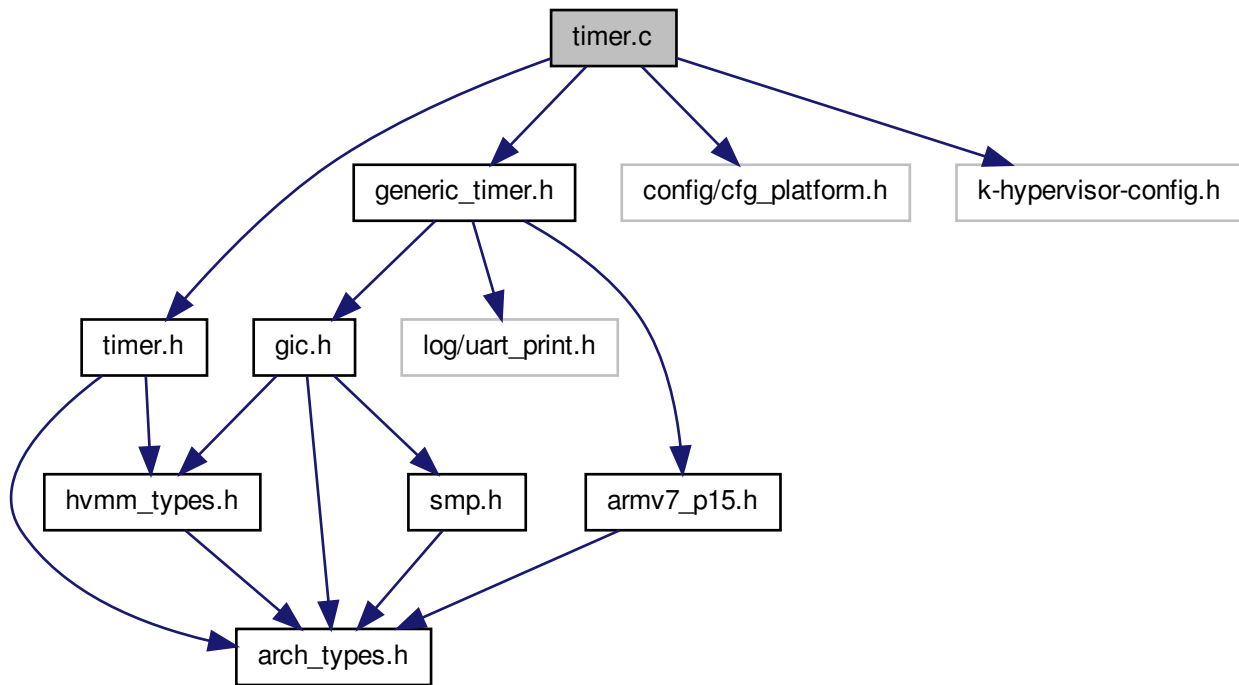 timer.c
generic_timer.h
config/cfg_platform.h
k-hypervisor-config.h
timer.h
gic.h
log/uart_print.h
hvmm_types.h
smp.h
armv7_p15.h
arch_types.h